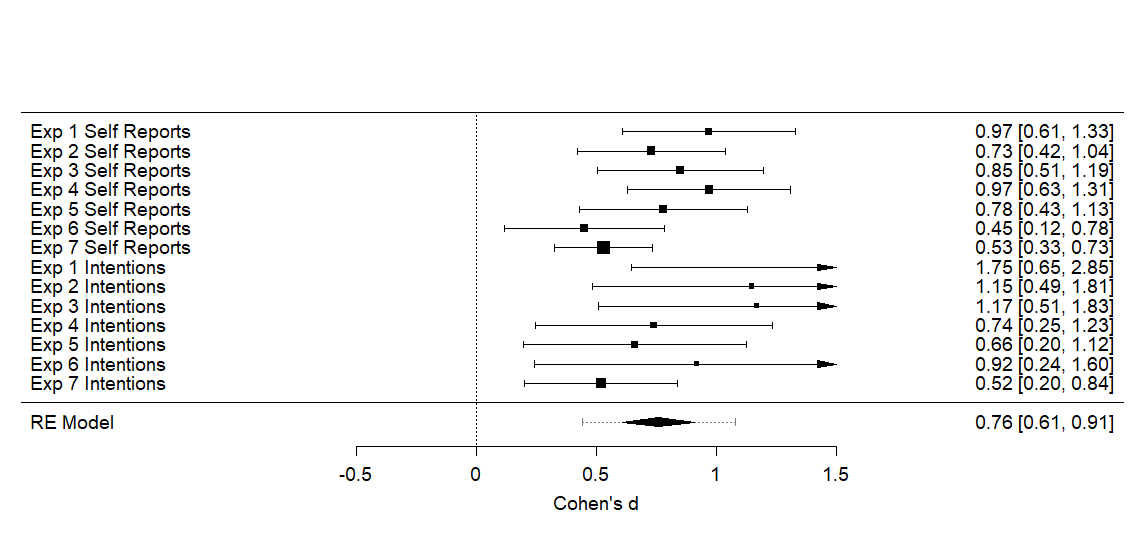 Exp 1 Self Reports 0.97 [0.61, 1.33]
Exp 2 Self Reports 0.73 [0.42, 1.04]
Exp 3 Self Reports 0.85 [0.51, 1.19]
Exp 4 Self Reports 0.97 [0.63, 1.31]
Exp 5 Self Reports 0.78 [0.43, 1.13]
Exp 6 Self Reports 0.45 [0.12, 0.78]
Exp 7 Self Reports 0.53 [0.33, 0.73]
Exp 1 Intentions 1.75 [0.65, 2.85]
Exp 2 Intentions 1.15 [0.49, 1.81]
Exp 3 Intentions 1.17 [0.51, 1.83]
Exp 4 Intentions 0.74 [0.25, 1.23]
Exp 5 Intentions 0.66 [0.20, 1.12]
Exp 6 Intentions 0.92 [0.24, 1.60]
Exp 7 Intentions 0.52 [0.20, 0.84]
RE Model 0.76 [0.61, 0.91]
-0.5 0 0.5 1 1.5
Cohen's d